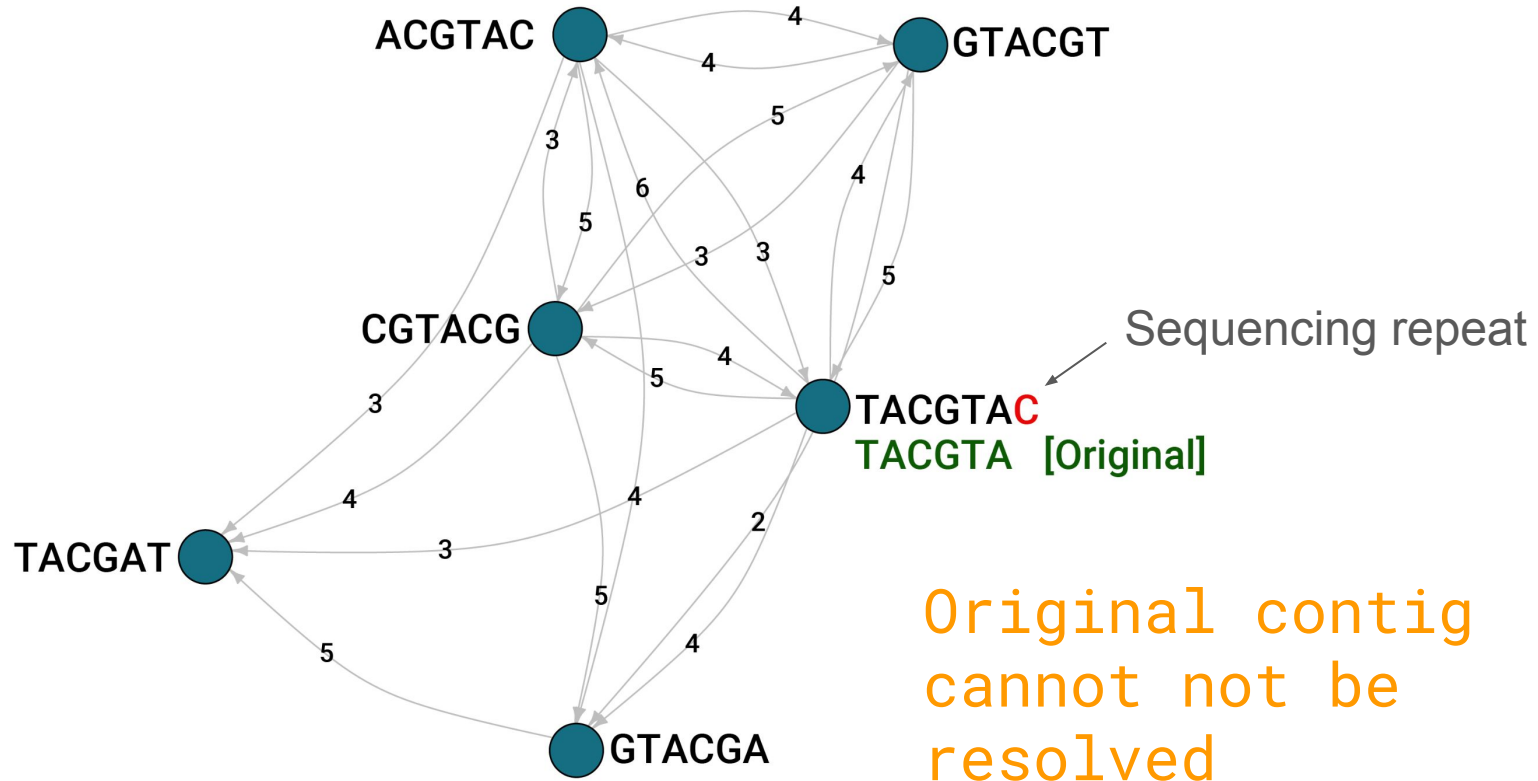 4
ACGTAC
GTACGT
4
5
3
4
6
5
3
3
5
Sequencing repeat
CGTACG
4
5
3
TACGTAC
TACGTA [Original]
4
4
2
3
TACGAT
5
Original contig
cannot not be
4
5
resolved
GTACGA